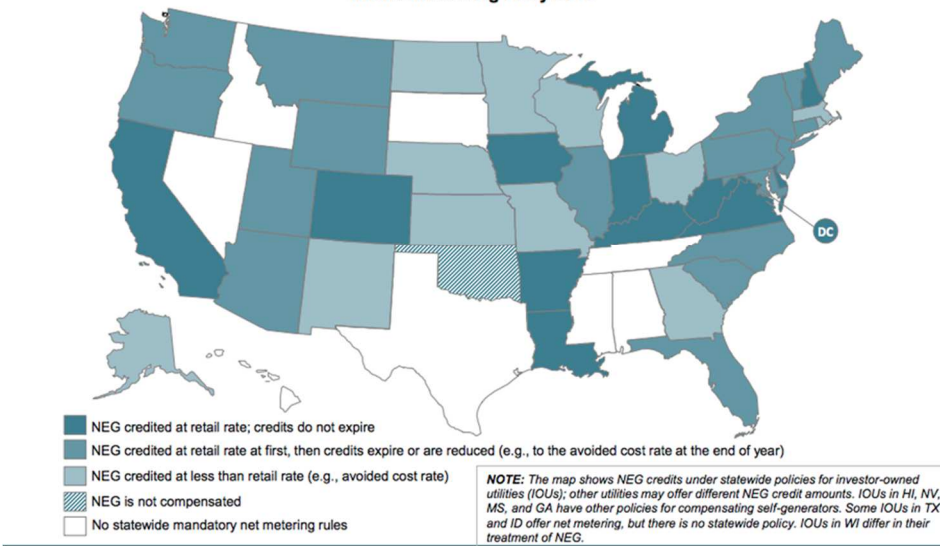 DC
NEG credited at retail rate; credits do not expire
NEG credited at retail rate at first, then credits expire or are reduced (e.g., to the avoided cost rate at the end of year)
NEG credited at less than retail rate (e.g., avoided cost rate)
NEG is not compensated
No statewide mandatory net metering rules
NOTE: The map shows NEG credits under statewide policies for investor-owned
utilities (IOUs); other utilities may offer different NEG credit amounts. IOUs in HI, NV,
MS, and GA have other policies for compensating self-generators. Some IOUs in TX
and ID offer net metering, but there is no statewide policy. IOUs in WI differ in their
treatment of NEG.